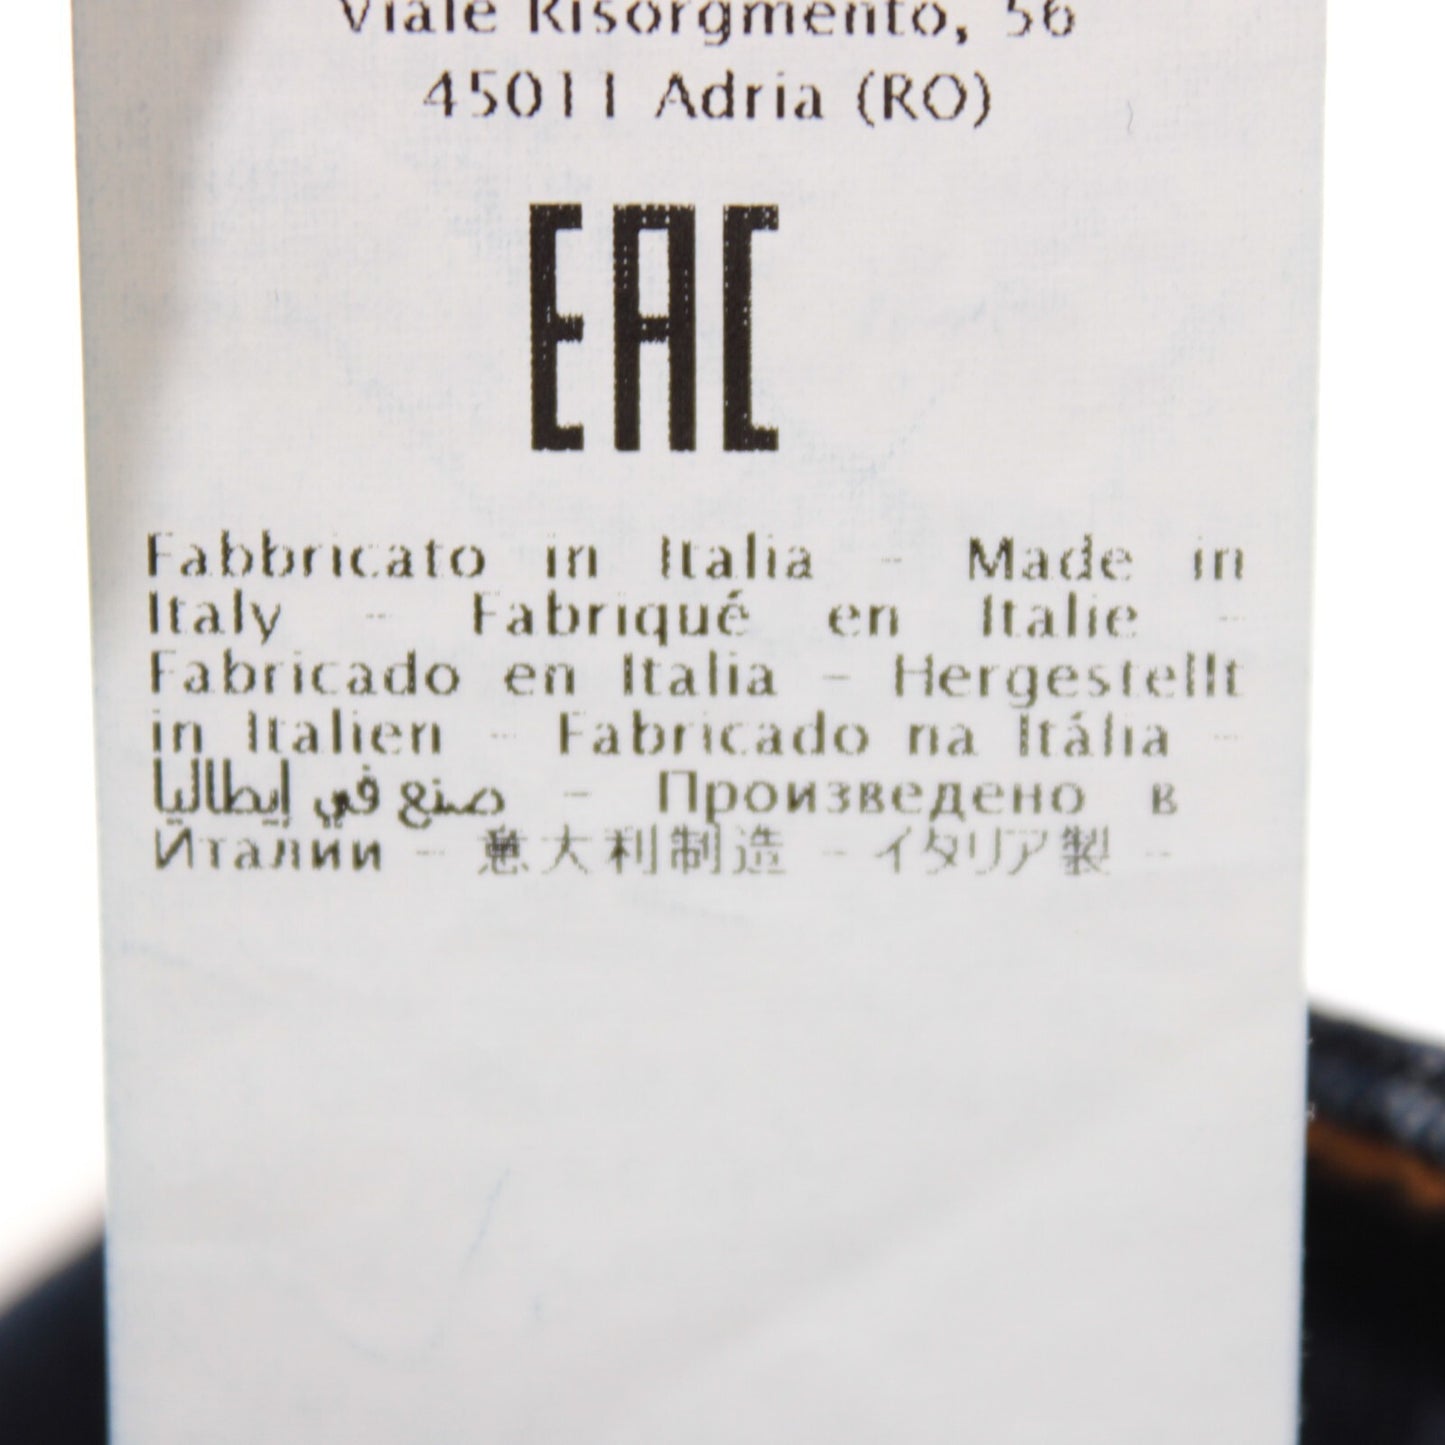 Viale Risorgmento, 56
45011 Adria (RO)
EAC
Fabbricato in Italia - Made in
Italy - Fabriqué en Italie -
Fabricado en Italia - Hergestellt
in Italien - Fabricado na Itália -
صنع في إيطاليا - Произведено в
Италии - 意大利制造 - イタリア製 -